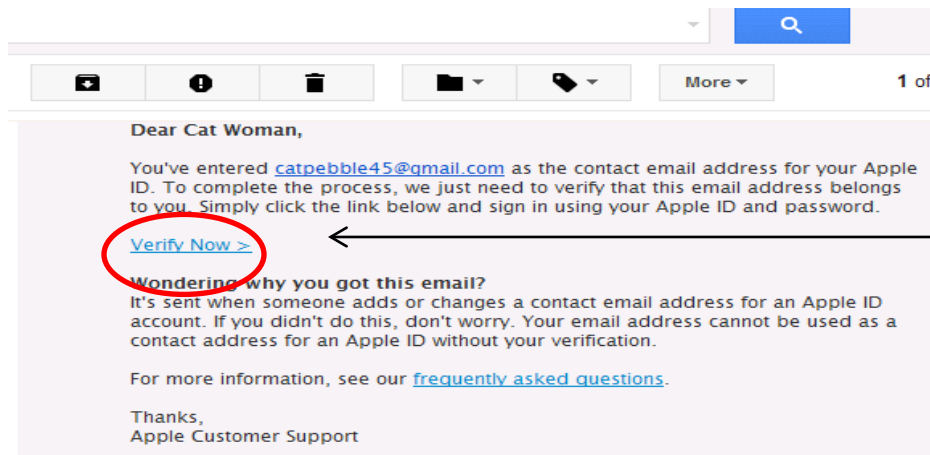 More
1 of
Dear Cat Woman,
You've entered catpebble45@gmail.com as the contact email address for your Apple
ID. To complete the process, we just need to verify that this email address belongs
to you. Simply click the link below and sign in using your Apple ID and password.
Verify Now >
Wondering why you got this email?
It's sent when someone adds or changes a contact email address for an Apple ID
account. If you didn't do this, don't worry. Your email address cannot be used as a
contact address for an Apple ID without your verification.
For more information, see our frequently asked questions.
Thanks,
Apple Customer Support